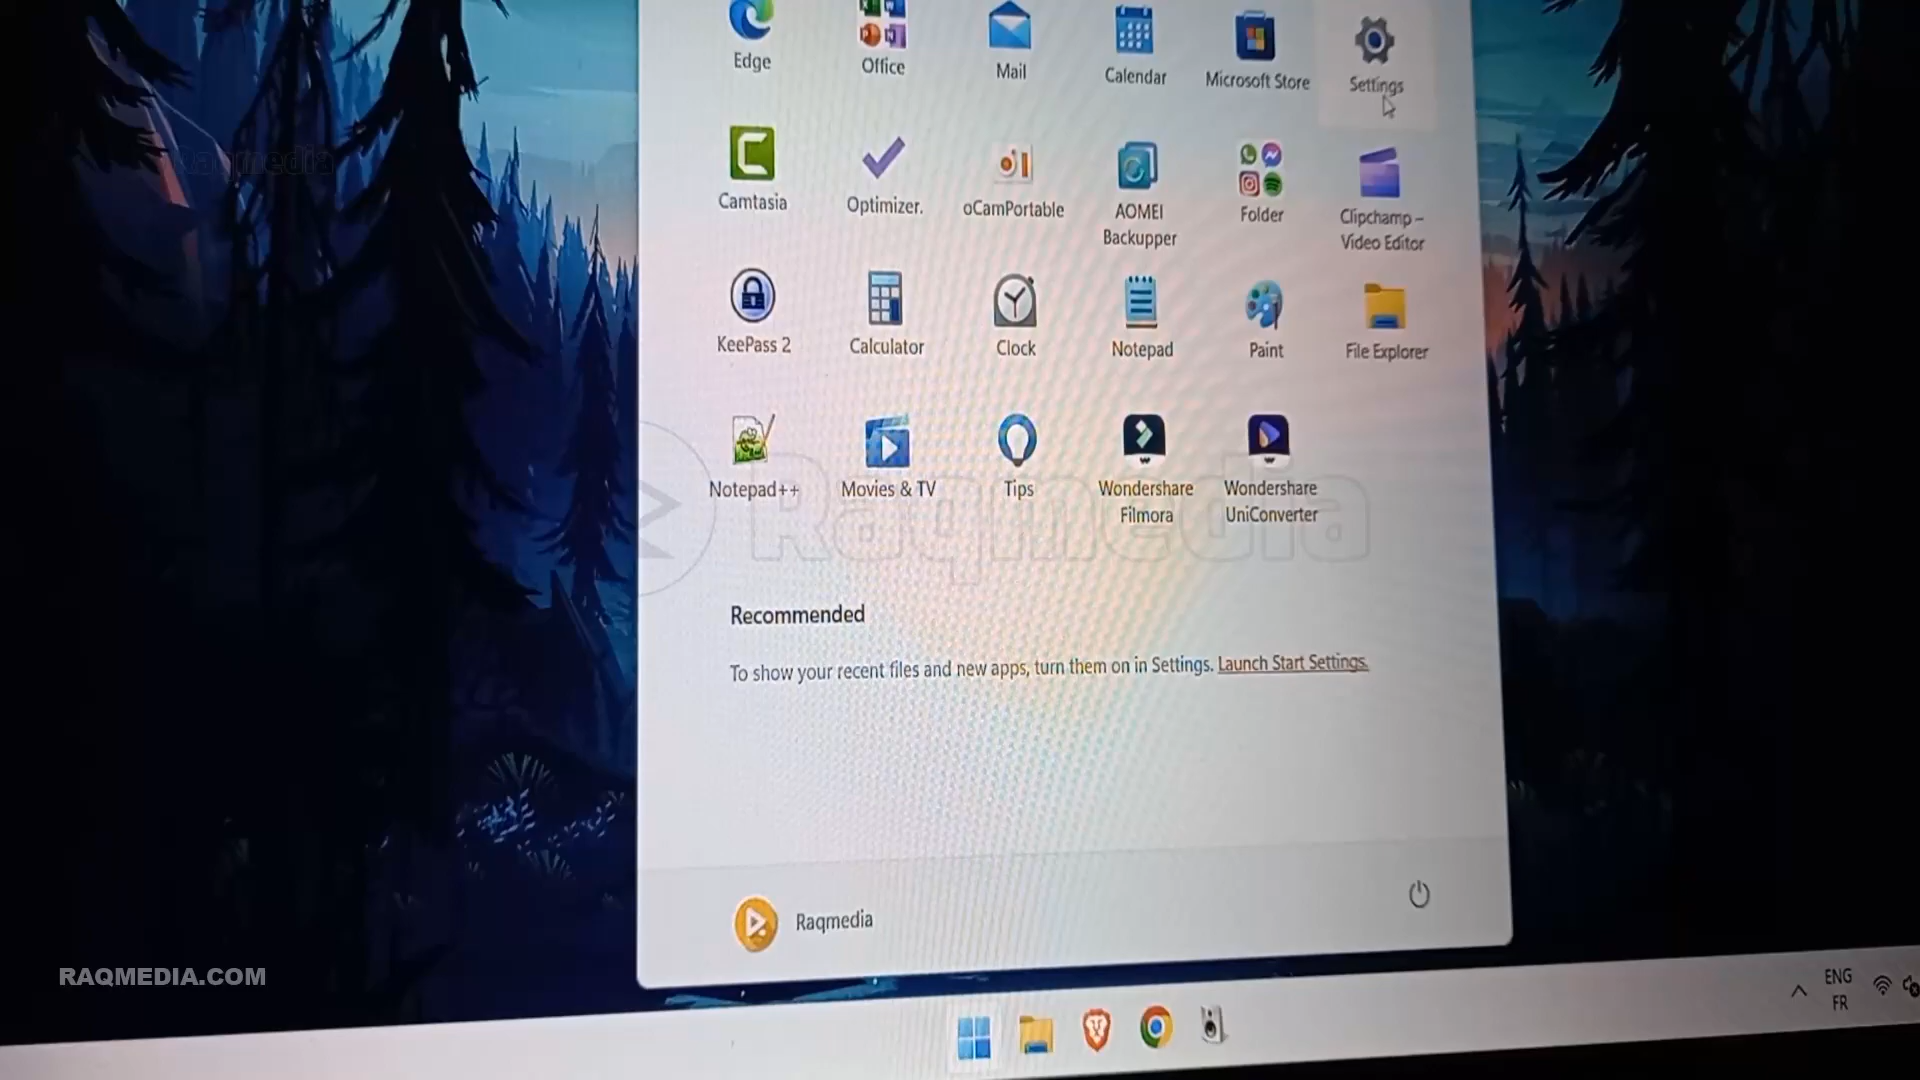 Edge
Office
Mail
Calendar
Microsoft Store
Settings
Raqmedia
Camtasia
Optimizer.
oCamPortable
AOMEI
Backupper
Folder
Clipchamp –
Video Editor
KeePass 2
Calculator
Clock
Notepad
Paint
File Explorer
Notepad++
Movies & TV
Tips
Wondershare
Filmora
Wondershare
UniConverter
Raqmedia
Recommended
To show your recent files and new apps, turn them on in Settings. Launch Start Settings.
Raqmedia
RAQMEDIA.COM
ENG
FR